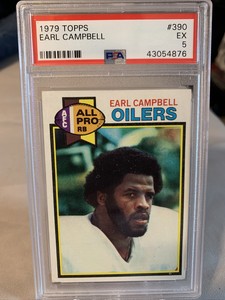 1979 TOPPS #390
EARL CAMPBELL EX
PSA 5
43054876
AFC
ALL
PRO
RB
EARL CAMPBELL
OILERS